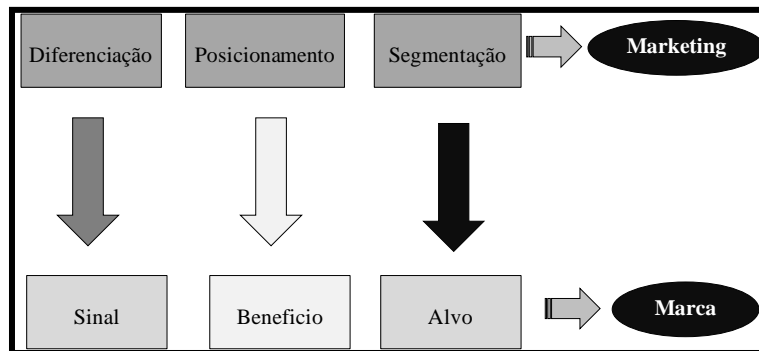 Diferenciação
Posicionamento
Segmentação
Marketing
Sinal
Beneficio
Alvo
Marca